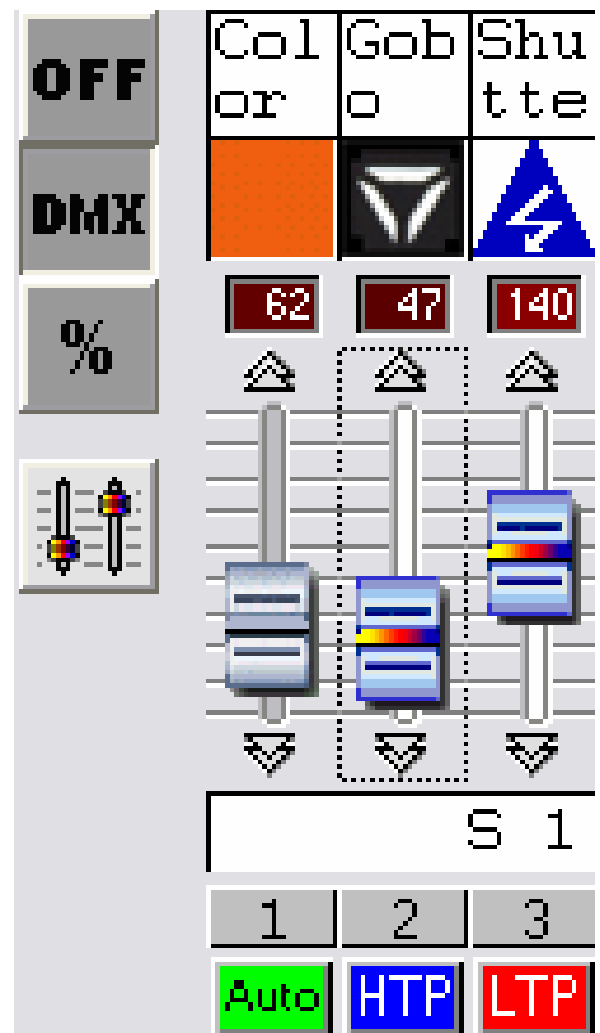 OFF
DMX
%
Col
or
Gob
o
Shu
tte
62
47
140
S 1
1
2
3
Auto
HTP
LTP